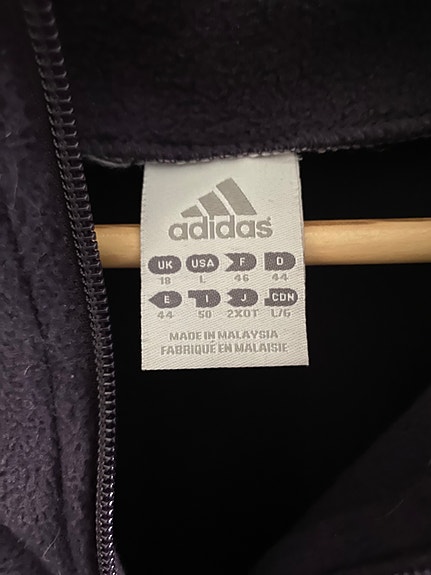 adidas
UK USA F D
18 L 46 44
E I J CDN
44 50 2XOT L/G
MADE IN MALAYSIA
FABRIQUÉ EN MALAISIE